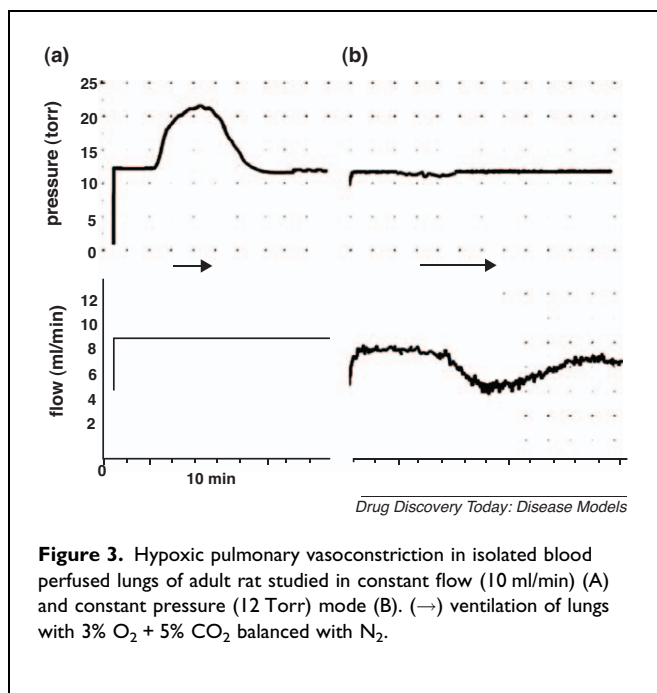 (a)
(b)
25
20
15
10
5
0
pressure (torr)
12
10
8
6
4
2
flow (ml/min)
0
10 min
Drug Discovery Today: Disease Models
Figure 3. Hypoxic pulmonary vasoconstriction in isolated blood
perfused lungs of adult rat studied in constant flow (10 ml/min) (A)
and constant pressure (12 Torr) mode (B). (→) ventilation of lungs
with 3% O₂ + 5% CO₂ balanced with N₂.